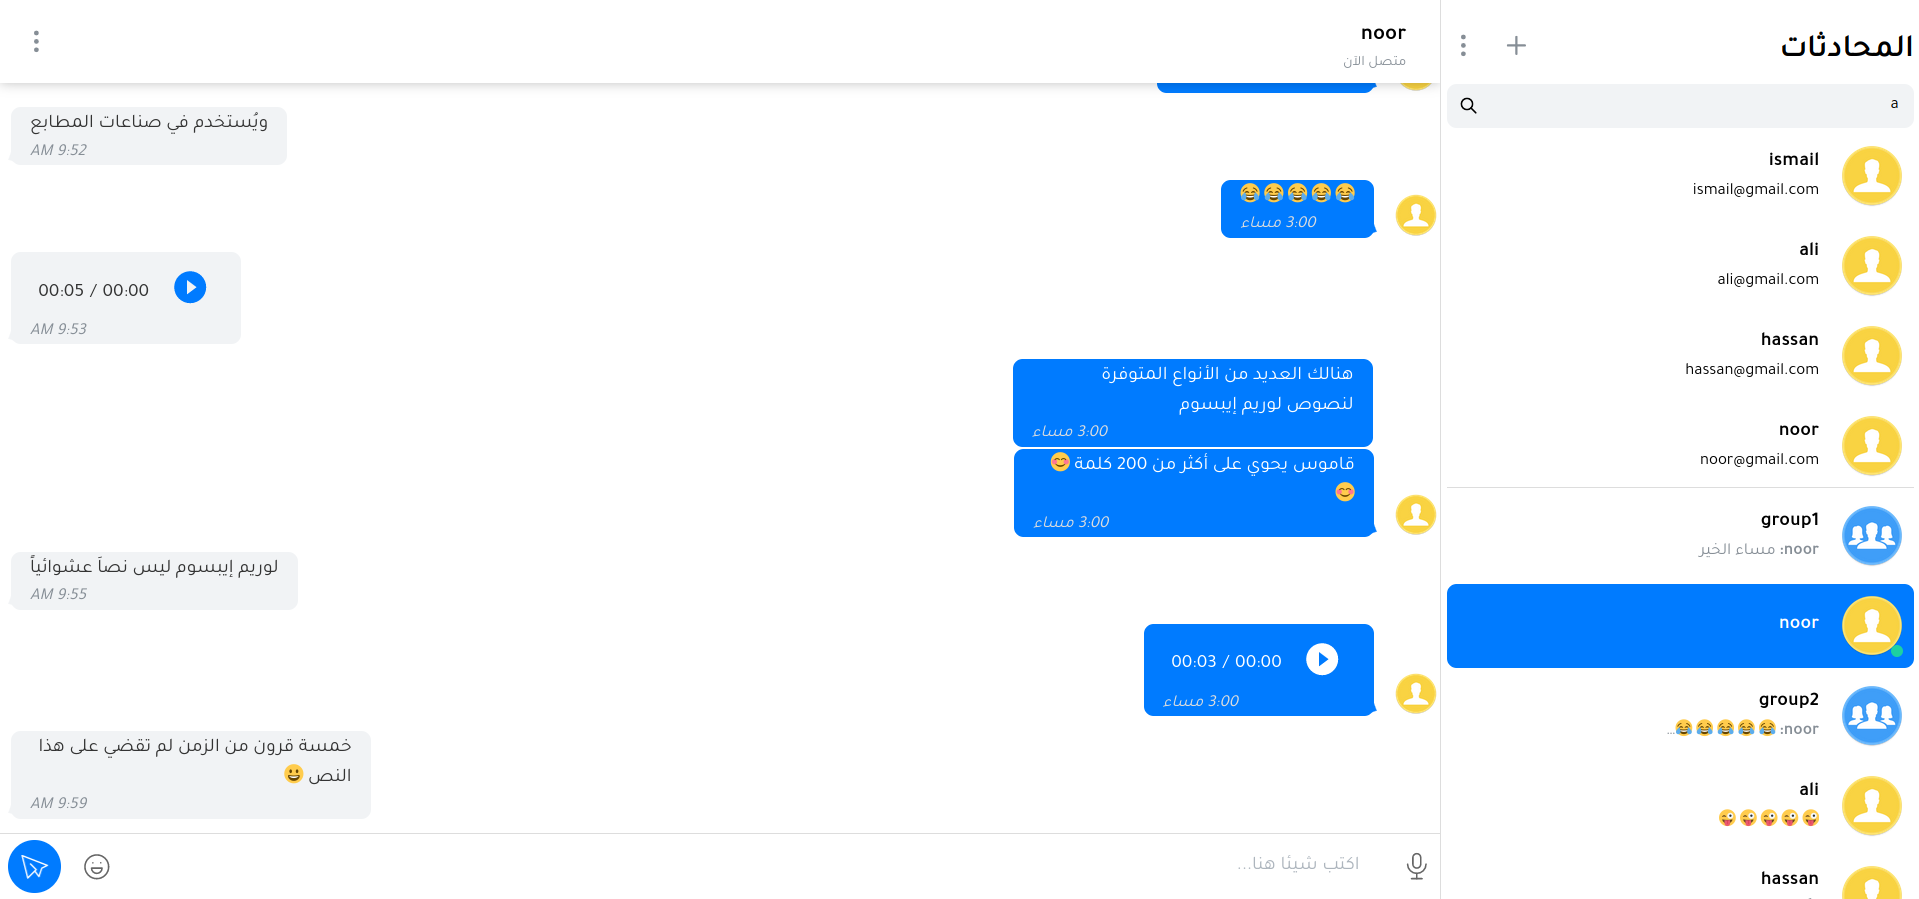 المحادثات
a
ismail
ismail@gmail.com
ali
ali@gmail.com
hassan
hassan@gmail.com
noor
noor@gmail.com
group1
noor: مساء الخير
noor
group2
noor: 😂😂😂😂😂...
ali
😜😜😜😜😜
hassan
noor
متصل الآن
ويُستخدم في صناعات المطابع
9:52 AM
😂😂😂😂😂
3:00 مساء
00:00 / 00:05
9:53 AM
هنالك العديد من الأنواع المتوفرة
لنصوص لوريم إيبسوم
3:00 مساء
قاموس يحوي على أكثر من 200 كلمة 😊
😊
3:00 مساء
لوريم إيبسوم ليس نصاَ عشوائياً
9:55 AM
00:00 / 00:03
3:00 مساء
خمسة قرون من الزمن لم تقضي على هذا
النص 😃
9:59 AM
اكتب شيئا هنا...